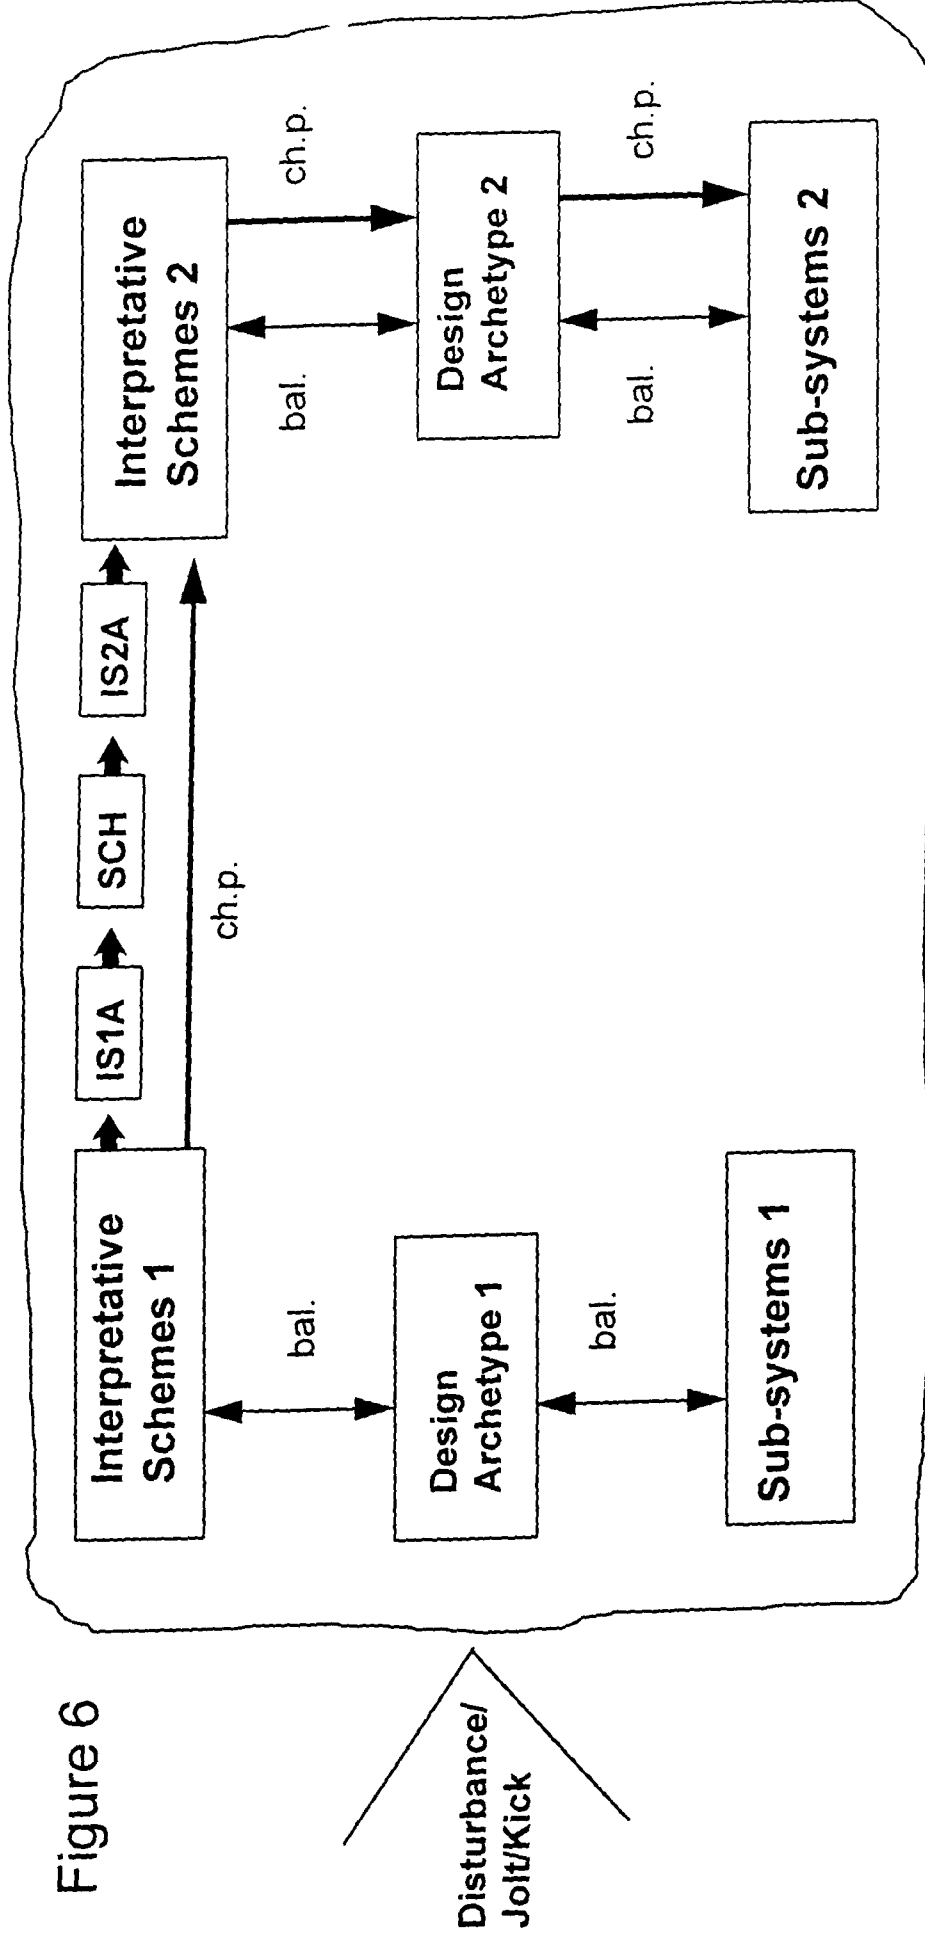 Figure 6
Interpretative
Schemes 1
IS1A
SCH
IS2A
Interpretative
Schemes 2
ch.p.
bal.
bal.
ch.p.
Disturbance/
Jolt/Kick
Design
Archetype 1
Design
Archetype 2
bal.
bal.
ch.p.
Sub-systems 1
Sub-systems 2